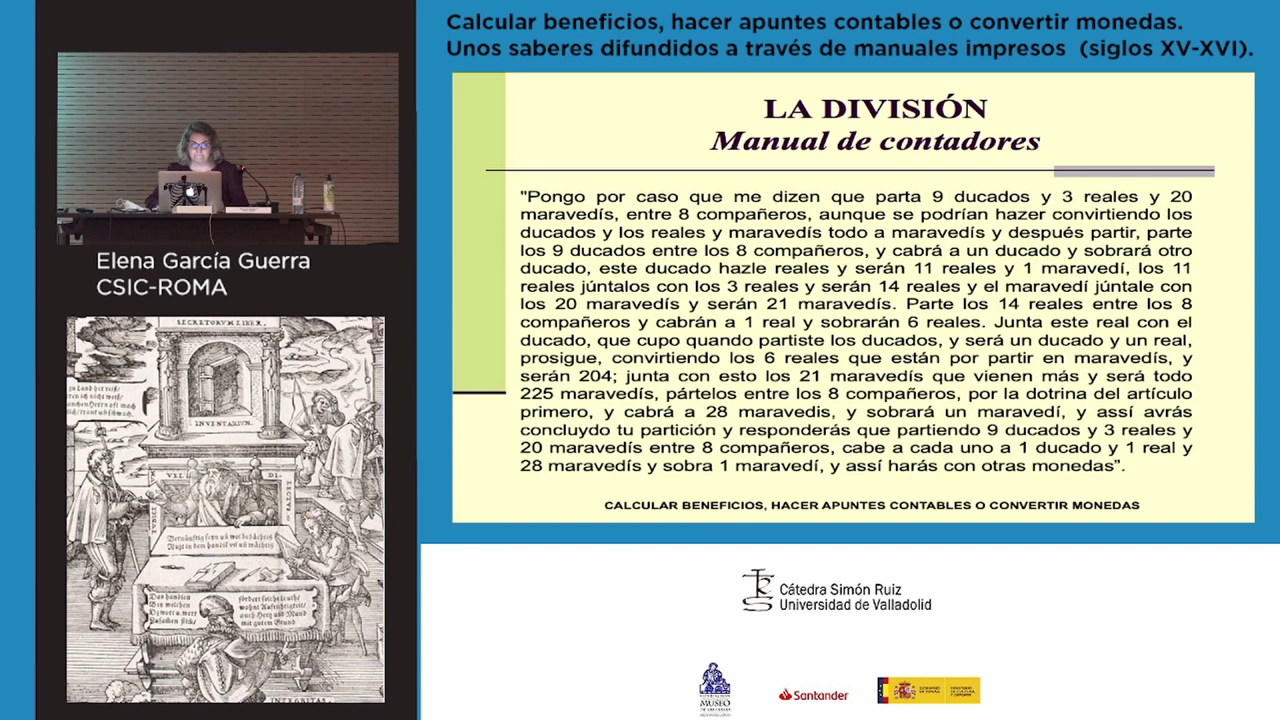 Calcular beneficios, hacer apuntes contables o convertir monedas.
Unos saberes difundidos a través de manuales impresos (siglos XV-XVI).
LA DIVISIÓN
Manual de contadores
"Pongo por caso que me dizen que parta 9 ducados y 3 reales y 20
maravedís, entre 8 compañeros, aunque se podrían hazer convirtiendo los
ducados y los reales y maravedís todo a maravedís y después partir, parte
los 9 ducados entre los 8 compañeros, y cabrá a un ducado y sobrará otro
ducado, este ducado hazle reales y serán 11 reales y 1 maravedí, los 11
reales júntalos con los 3 reales y serán 14 reales y el maravedí júntale con
los 20 maravedís y serán 21 maravedís. Parte los 14 reales entre los 8
compañeros y cabrán a 1 real y sobrarán 6 reales. Junta este real con el
ducado, que cupo quando partiste los ducados, y será un ducado y un real,
prosigue, convirtiendo los 6 reales que están por partir en maravedís, y
serán 204; junta con esto los 21 maravedís que vienen más y será todo
225 maravedís, pártelos entre los 8 compañeros, por la dotrina del artículo
primero, y cabrá a 28 maravedis, y sobrará un maravedí, y assí avrás
concluydo tu partición y responderás que partiendo 9 ducados y 3 reales y
20 maravedís entre 8 compañeros, cabe a cada uno a 1 ducado y 1 real y
28 maravedís y sobra 1 maravedí, y assí harás con otras monedas”.
CALCULAR BENEFICIOS, HACER APUNTES CONTABLES O CONVERTIR MONEDAS
Elena García Guerra
CSIC-ROMA
SECRETORVM LIBER.
INVENTARIVM.
INTEGRITAS
Cátedra Simón Ruiz
Universidad de Valladolid
MUSEO
Santander